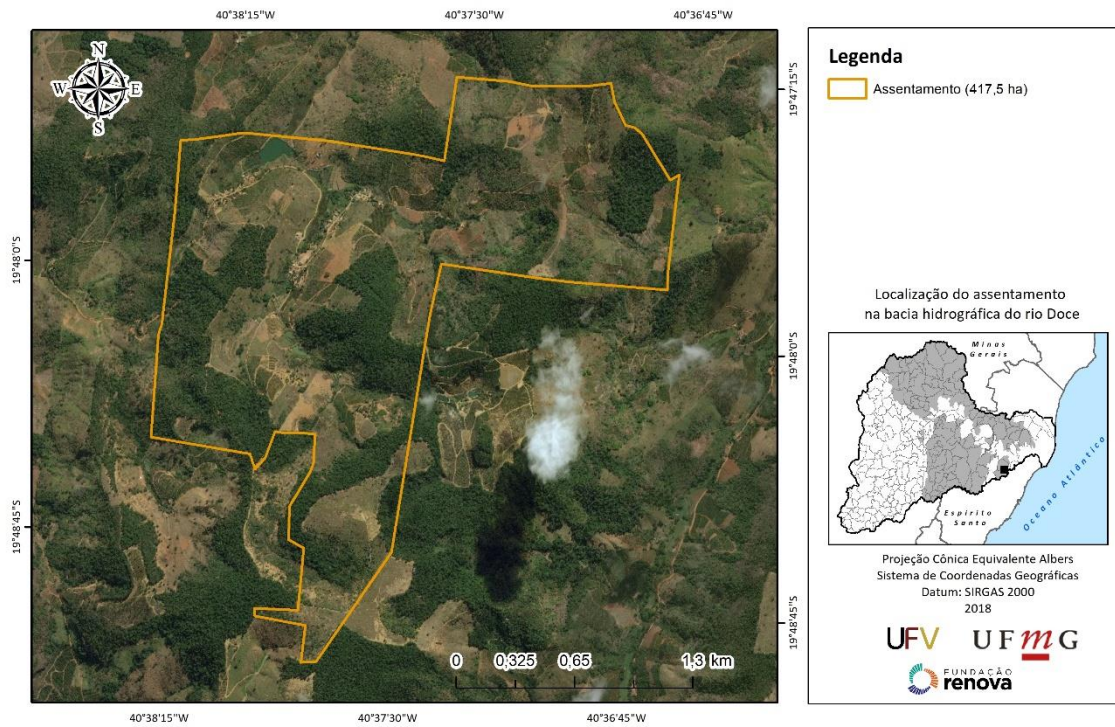 40°38'15"W
40°37'30"W
40°36'45"W
N
W
E
S
19°47'15"S
19°48'0"S
19°48'0"S
19°48'45"S
19°48'45"S
0
0,325
0,65
1,3 km
40°38'15"W
40°37'30"W
40°36'45"W
Legenda
Assentamento (417,5 ha)
Localização do assentamento
na bacia hidrográfica do rio Doce
Minas
Gerais
Espírito
Santo
Oceano Atlântico
Projeção Cônica Equivalente Albers
Sistema de Coordenadas Geográficas
Datum: SIRGAS 2000
2018
UFV
UFmG
FUNDAÇÃO
renova